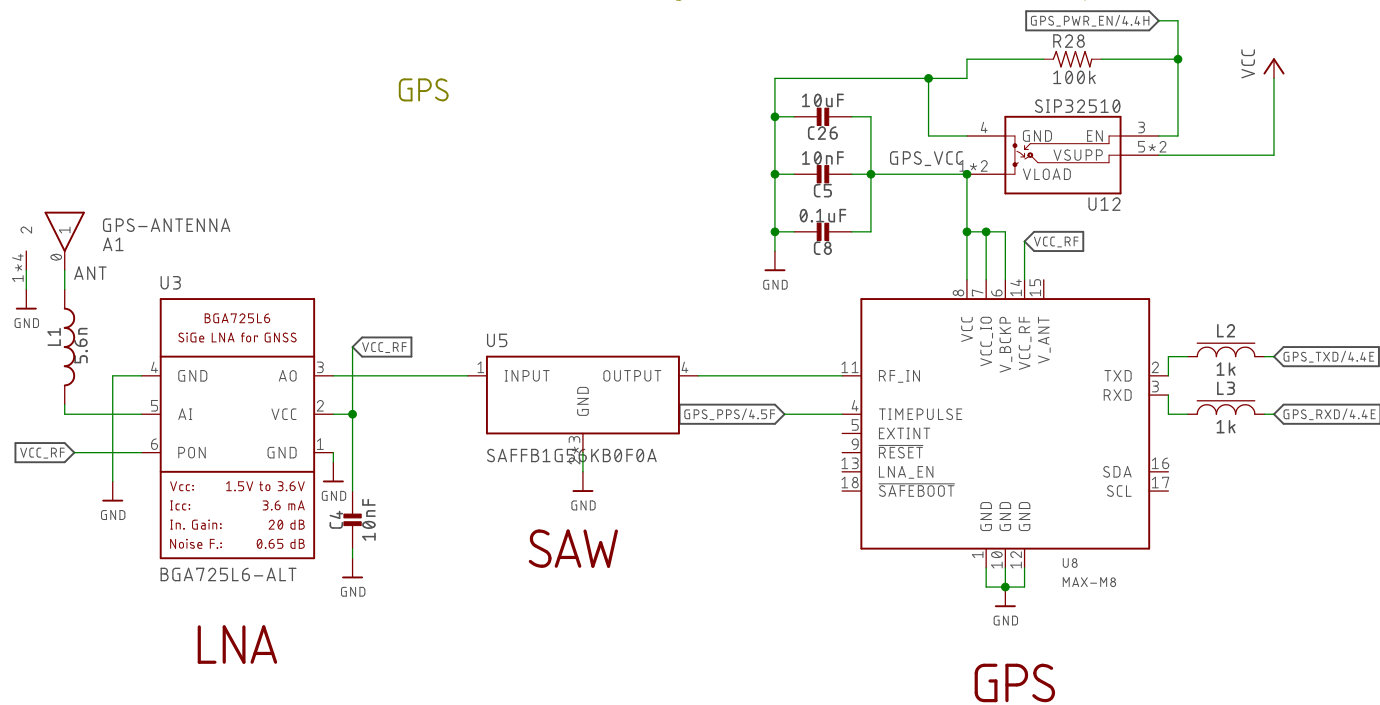 GPS_PWR_EN/4.4H
R28
100k
VCC
GPS
10uF
C26
SIP32510
4
GND
EN
3
VSUPP
5*2
GPS_VCC
1*2
VLOAD
U12
10nF
C5
0.1uF
C8
GND
VCC_RF
2
1
GPS-ANTENNA
A1
0
ANT
1*4
GND
L1
5.6n
U3
BGA725L6
SiGe LNA for GNSS
4
GND
AO
3
VCC_RF
5
AI
VCC
2
VCC_RF
6
PON
GND
1
GND
GND
Vcc: 1.5V to 3.6V
Icc: 3.6 mA
In. Gain: 20 dB
Noise F.: 0.65 dB
BGA725L6-ALT
C4
10nF
GND
LNA
U5
1
INPUT
OUTPUT
4
GND
2*3
SAFFB1G56KB0F0A
GND
SAW
GPS_PPS/4.5F
8
7
6
14
15
VCC
VCC_IO
V_BCKP
VCC_RF
V_ANT
11
RF_IN
4
TIMEPULSE
5
EXTINT
9
RESET
13
LNA_EN
18
SAFEBOOT
TXD
2
RXD
3
SDA
16
SCL
17
GND
GND
GND
1
10
12
U8
MAX-M8
GND
L2
1k
GPS_TXD/4.4E
L3
1k
GPS_RXD/4.4E
GPS